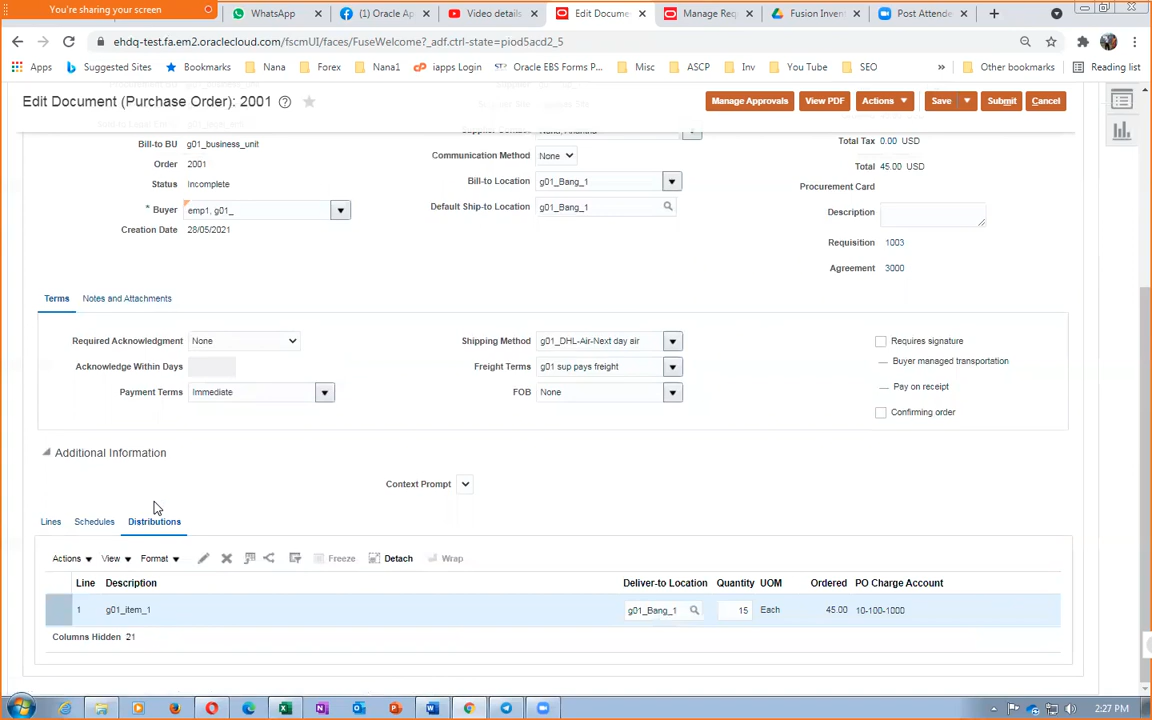 You're sharing your screen
WhatsApp
(1) Oracle Ap
Video details
Edit Docume
Manage Req
Fusion Inven
Post Attende
ehdq-test.fa.em2.oraclecloud.com/fscmUI/faces/FuseWelcome?_adf.ctrl-state=piod5acd2_5
Apps Suggested Sites Bookmarks Nana Forex Nana1 iapps Login Oracle EBS Forms P... Misc ASCP Inv You Tube SEO » Other bookmarks Reading list
Edit Document (Purchase Order): 2001
Manage Approvals View PDF Actions Save Submit Cancel
Bill-to BU g01_business_unit
Order 2001
Status Incomplete
* Buyer emp1, g01_
Creation Date 28/05/2021
Communication Method None
Bill-to Location g01_Bang_1
Default Ship-to Location g01_Bang_1
Total Tax 0.00 USD
Total 45.00 USD
Procurement Card
Description
Requisition 1003
Agreement 3000
Terms Notes and Attachments
Required Acknowledgment None
Acknowledge Within Days
Payment Terms Immediate
Shipping Method g01_DHL-Air-Next day air
Freight Terms g01 sup pays freight
FOB None
Requires signature
Buyer managed transportation
Pay on receipt
Confirming order
Additional Information
Context Prompt
Lines Schedules Distributions
Actions View Format Freeze Detach Wrap
Line Description Deliver-to Location Quantity UOM Ordered PO Charge Account
1 g01_item_1 g01_Bang_1 15 Each 45.00 10-100-1000
Columns Hidden 21
2:27 PM